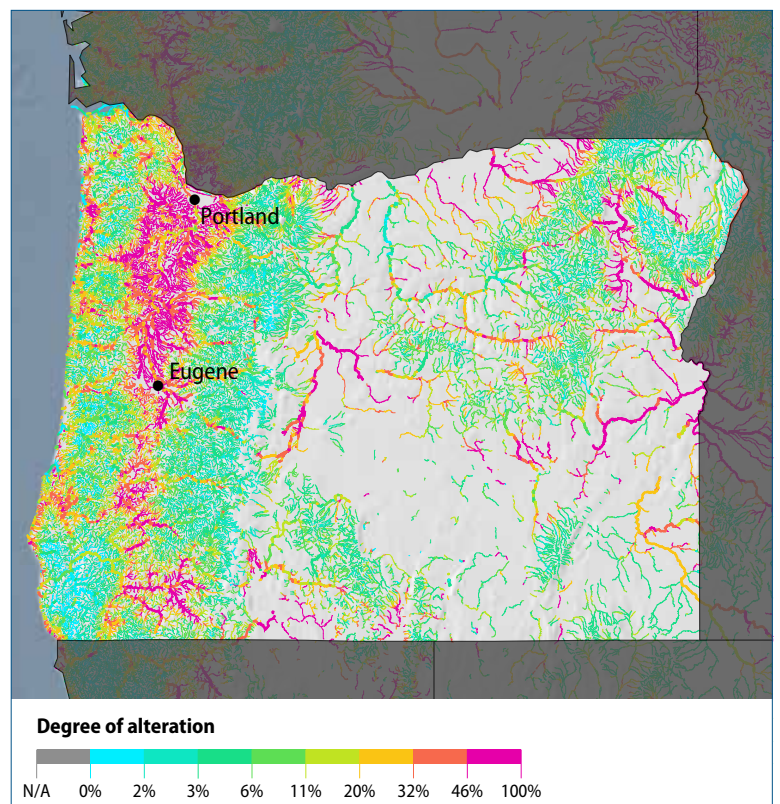 Portland
Eugene
Degree of alteration
N/A 0% 2% 3% 6% 11% 20% 32% 46% 100%